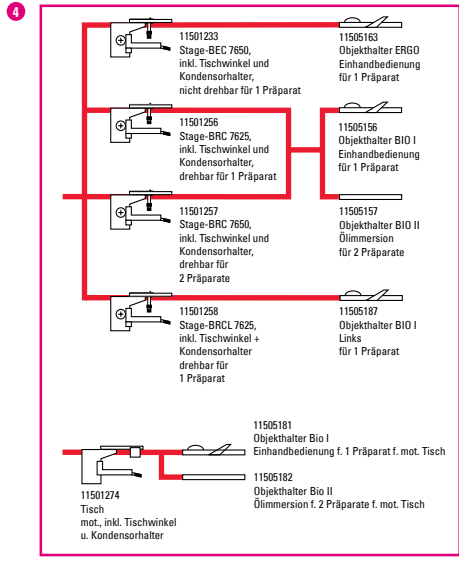 4
11501233
Stage-BEC 7650,
inkl. Tischwinkel und
Kondensorhalter,
nicht drehbar für 1 Präparat
11505163
Objekthalter ERGO
Einhandbedienung
für 1 Präparat
11501256
Stage-BRC 7625,
inkl. Tischwinkel und
Kondensorhalter,
drehbar für 1 Präparat
11505156
Objekthalter BIO I
Einhandbedienung
für 1 Präparat
11501257
Stage-BRC 7650,
inkl. Tischwinkel und
Kondensorhalter,
drehbar für
2 Präparate
11505157
Objekthalter BIO II
Ölimmersion
für 2 Präparate
11501258
Stage-BRCL 7625,
inkl. Tischwinkel +
Kondensorhalter
drehbar für
1 Präparat
11505187
Objekthalter BIO I
Links
für 1 Präparat
11505181
Objekthalter Bio I
Einhandbedienung f. 1 Präparat f. mot. Tisch
11505182
Objekthalter Bio II
Ölimmersion f. 2 Präparate f. mot. Tisch
11501274
Tisch
mot., inkl. Tischwinkel
u. Kondensorhalter